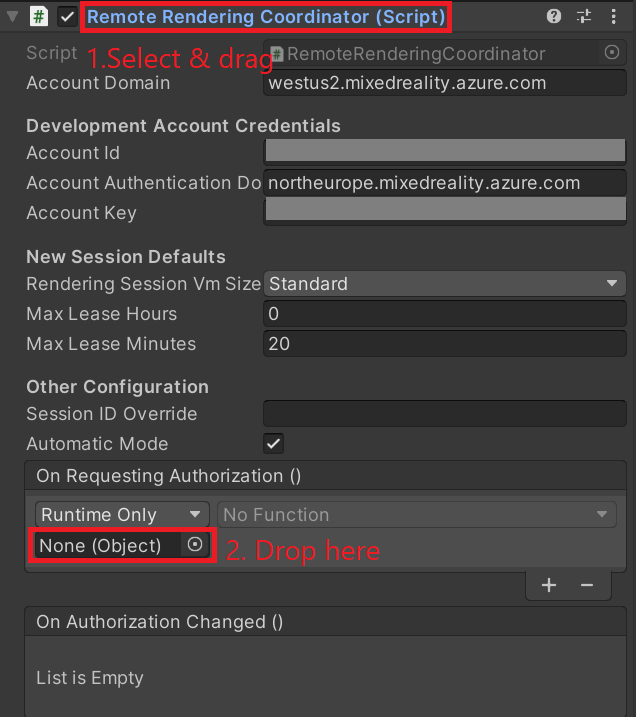 Remote Rendering Coordinator (Script)
Script RemoteRenderingCoordinator
1.Select & drag
Account Domain westus2.mixedreality.azure.com
Development Account Credentials
Account Id
Account Authentication Do northeurope.mixedreality.azure.com
Account Key
New Session Defaults
Rendering Session Vm Size Standard
Max Lease Hours 0
Max Lease Minutes 20
Other Configuration
Session ID Override
Automatic Mode
On Requesting Authorization ()
Runtime Only No Function
None (Object) 2. Drop here
+ −
On Authorization Changed ()
List is Empty